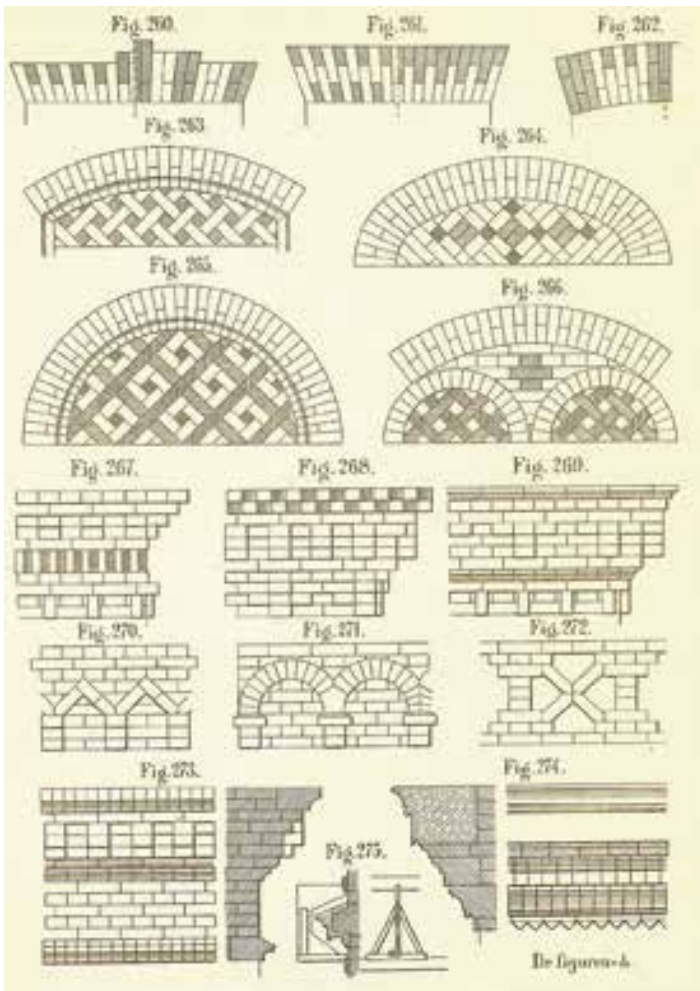 Fig. 260.
Fig. 261.
Fig. 262.
Fig. 263.
Fig. 264.
Fig. 265.
Fig. 266.
Fig. 267.
Fig. 268.
Fig. 269.
Fig. 270.
Fig. 271.
Fig. 272.
Fig. 273.
Fig. 274.
Fig. 275.
De figuren